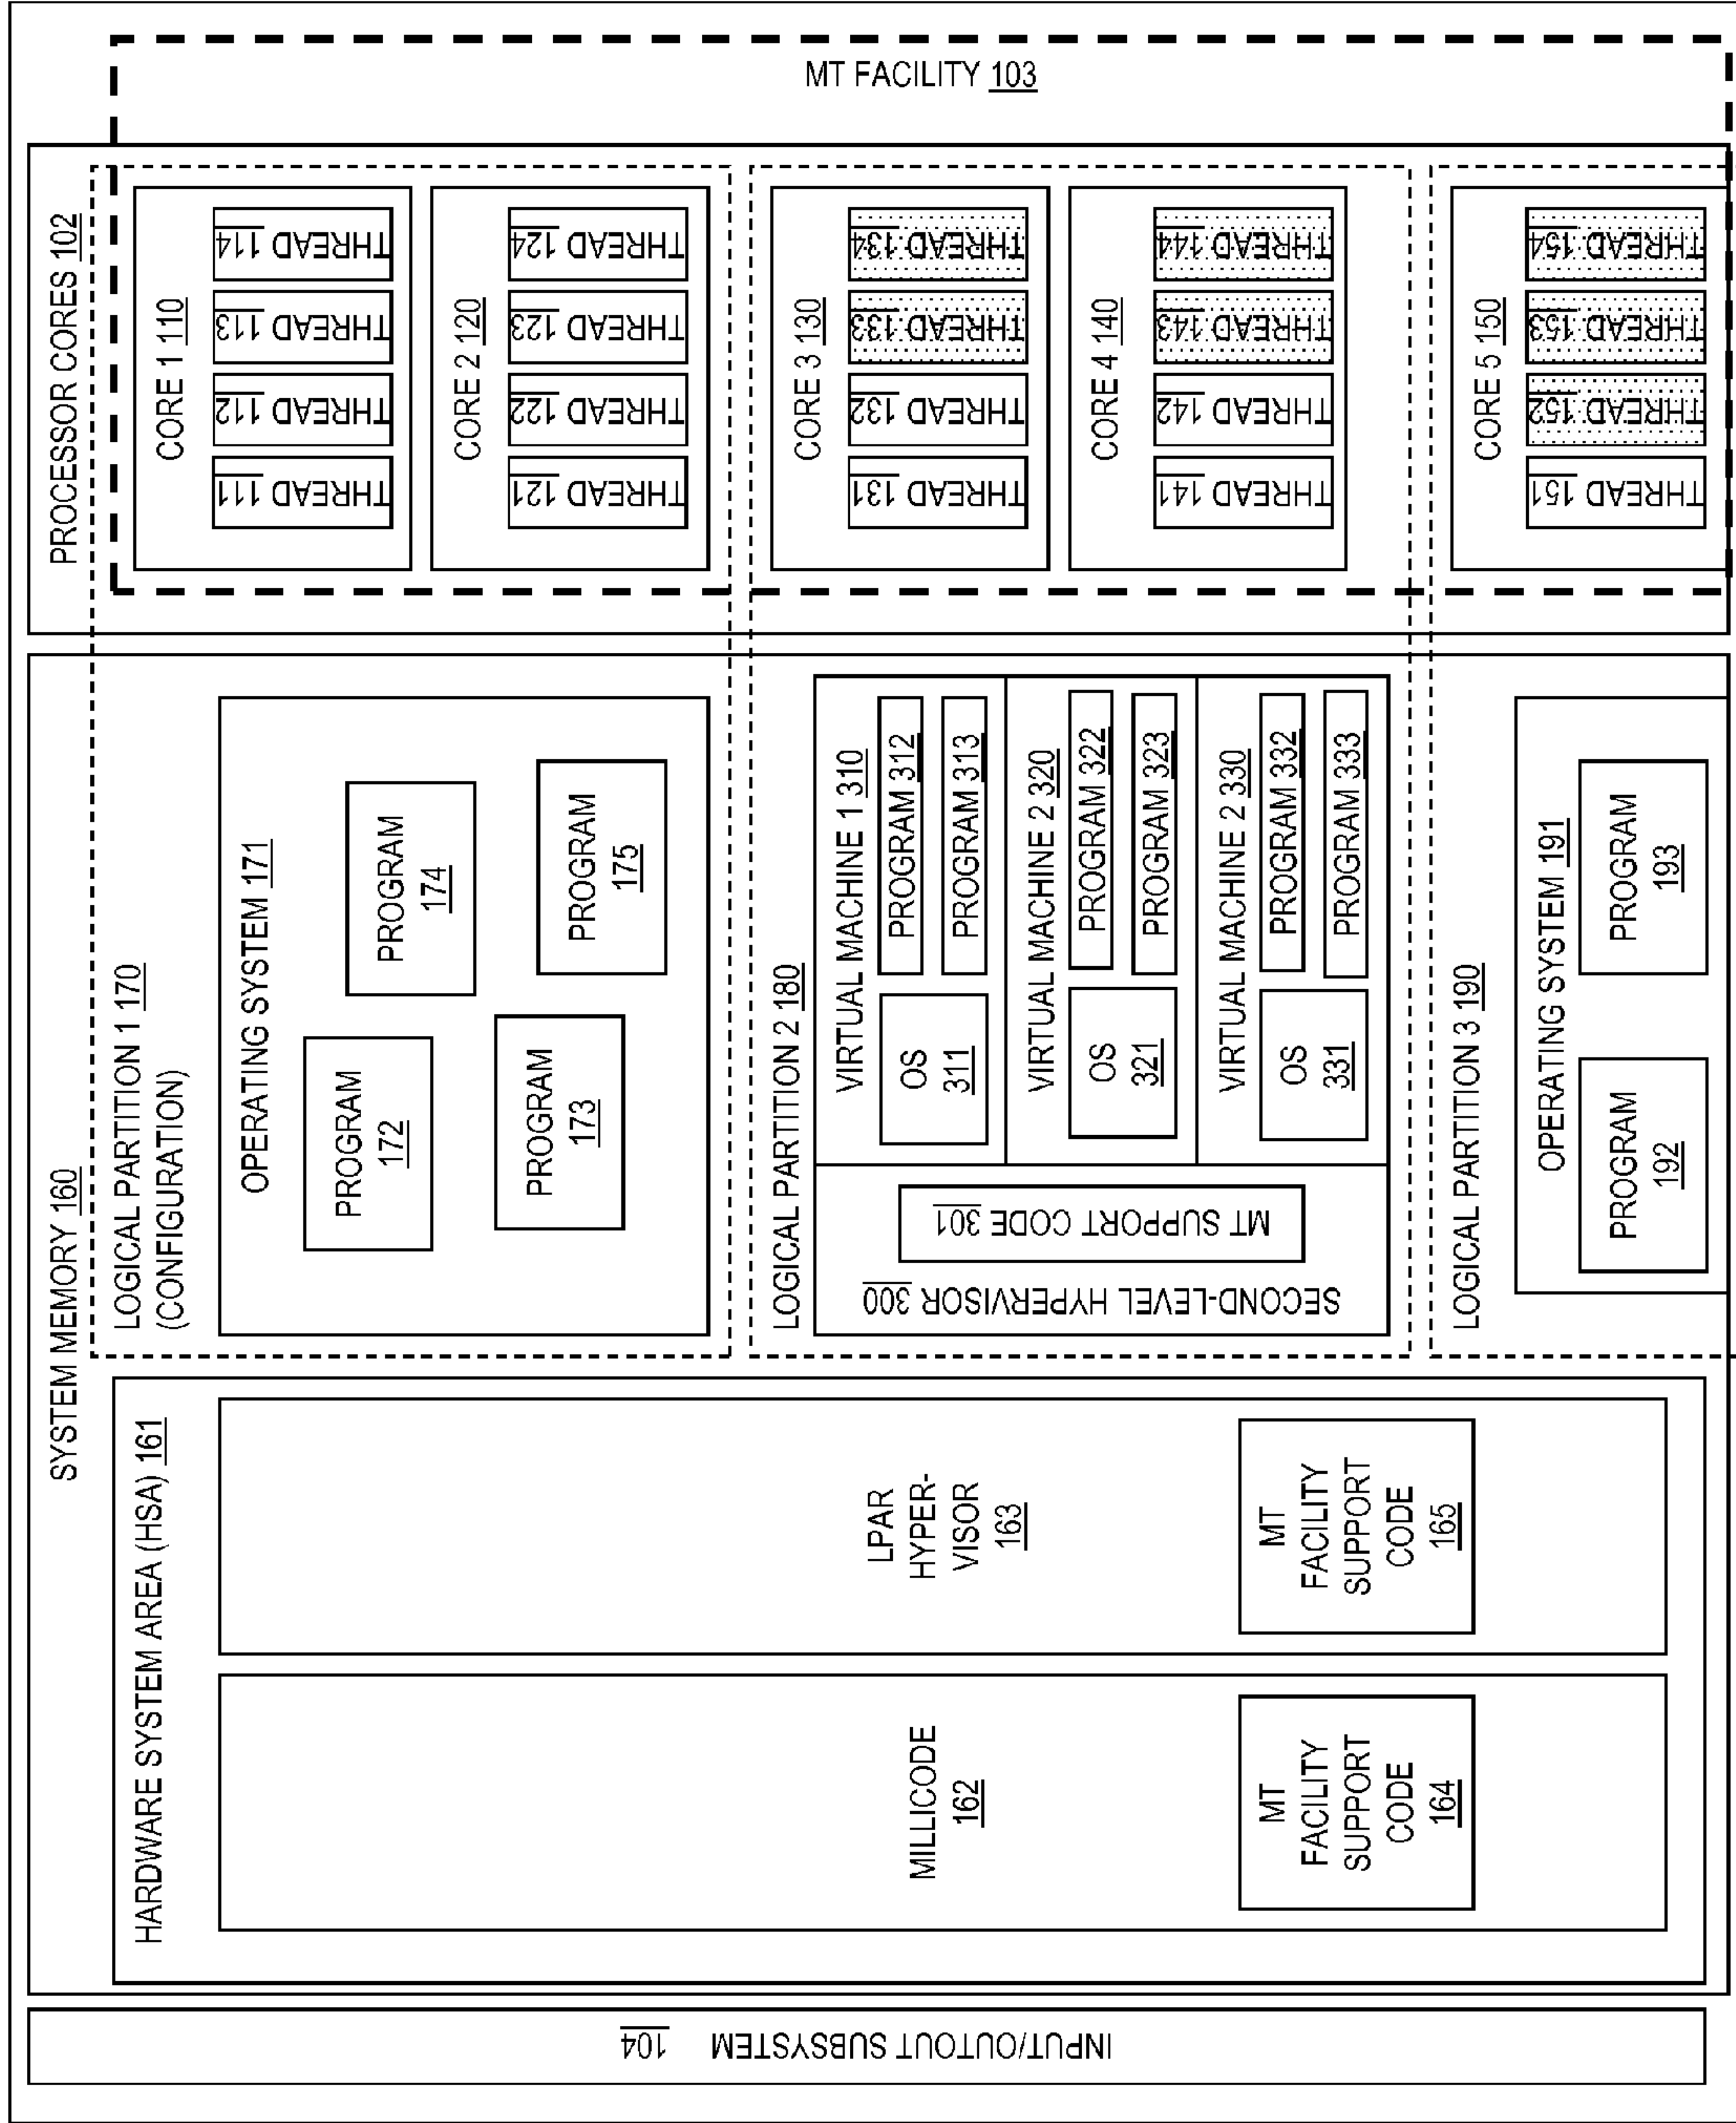 INPUT/OUTOUT SUBSYSTEM 104
SYSTEM MEMORY 160
HARDWARE SYSTEM AREA (HSA) 161
MILLICODE
162
MT
FACILITY
SUPPORT
CODE
164
LPAR
HYPER-
VISOR
163
MT
FACILITY
SUPPORT
CODE
165
LOGICAL PARTITION 1 170
(CONFIGURATION)
OPERATING SYSTEM 171
PROGRAM
172
PROGRAM
174
PROGRAM
173
PROGRAM
175
LOGICAL PARTITION 2 180
SECOND-LEVEL HYPERVISOR 300
MT SUPPORT CODE 301
VIRTUAL MACHINE 1 310
OS
311
PROGRAM 312
PROGRAM 313
VIRTUAL MACHINE 2 320
OS
321
PROGRAM 322
PROGRAM 323
VIRTUAL MACHINE 2 330
OS
331
PROGRAM 332
PROGRAM 333
LOGICAL PARTITION 3 190
OPERATING SYSTEM 191
PROGRAM
192
PROGRAM
193
PROCESSOR CORES 102
CORE 1 110
THREAD 111
THREAD 112
THREAD 113
THREAD 114
CORE 2 120
THREAD 121
THREAD 122
THREAD 123
THREAD 124
CORE 3 130
THREAD 131
THREAD 132
THREAD 133
THREAD 134
CORE 4 140
THREAD 141
THREAD 142
THREAD 143
THREAD 144
CORE 5 150
THREAD 151
THREAD 152
THREAD 153
THREAD 154
MT FACILITY 103